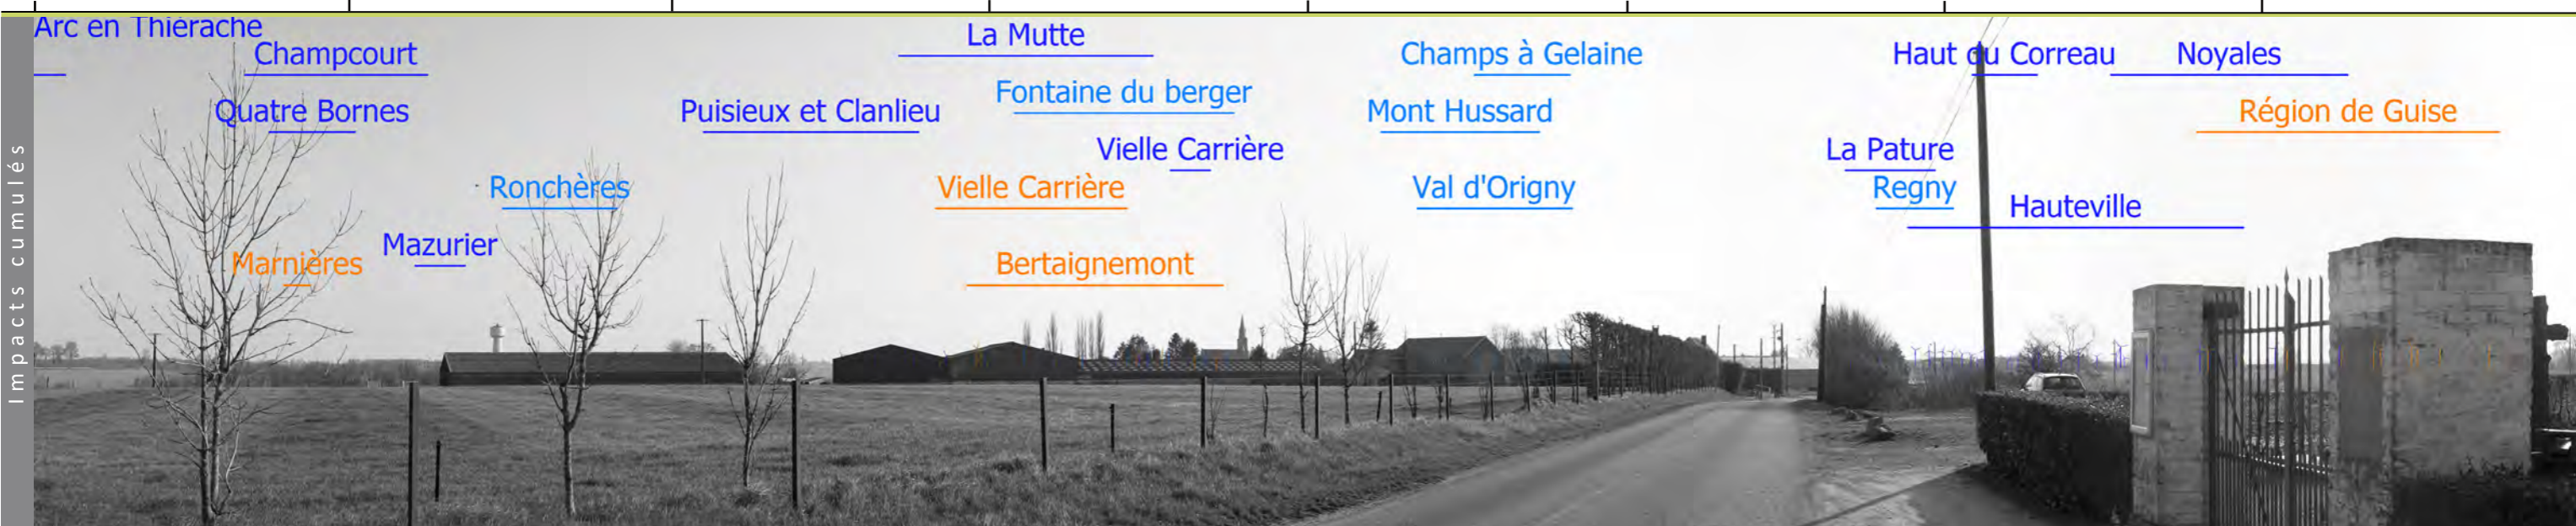 Impacts cumulés
Arc en Thiérache
Champcourt
La Mutte
Champs à Gelaine
Haut du Correau
Noyales
Quatre Bornes
Puisieux et Clanlieu
Fontaine du berger
Mont Hussard
Région de Guise
Vielle Carrière
La Pature
Ronchères
Vielle Carrière
Val d'Origny
Regny
Hauteville
Mazurier
Marnières
Bertaignemont